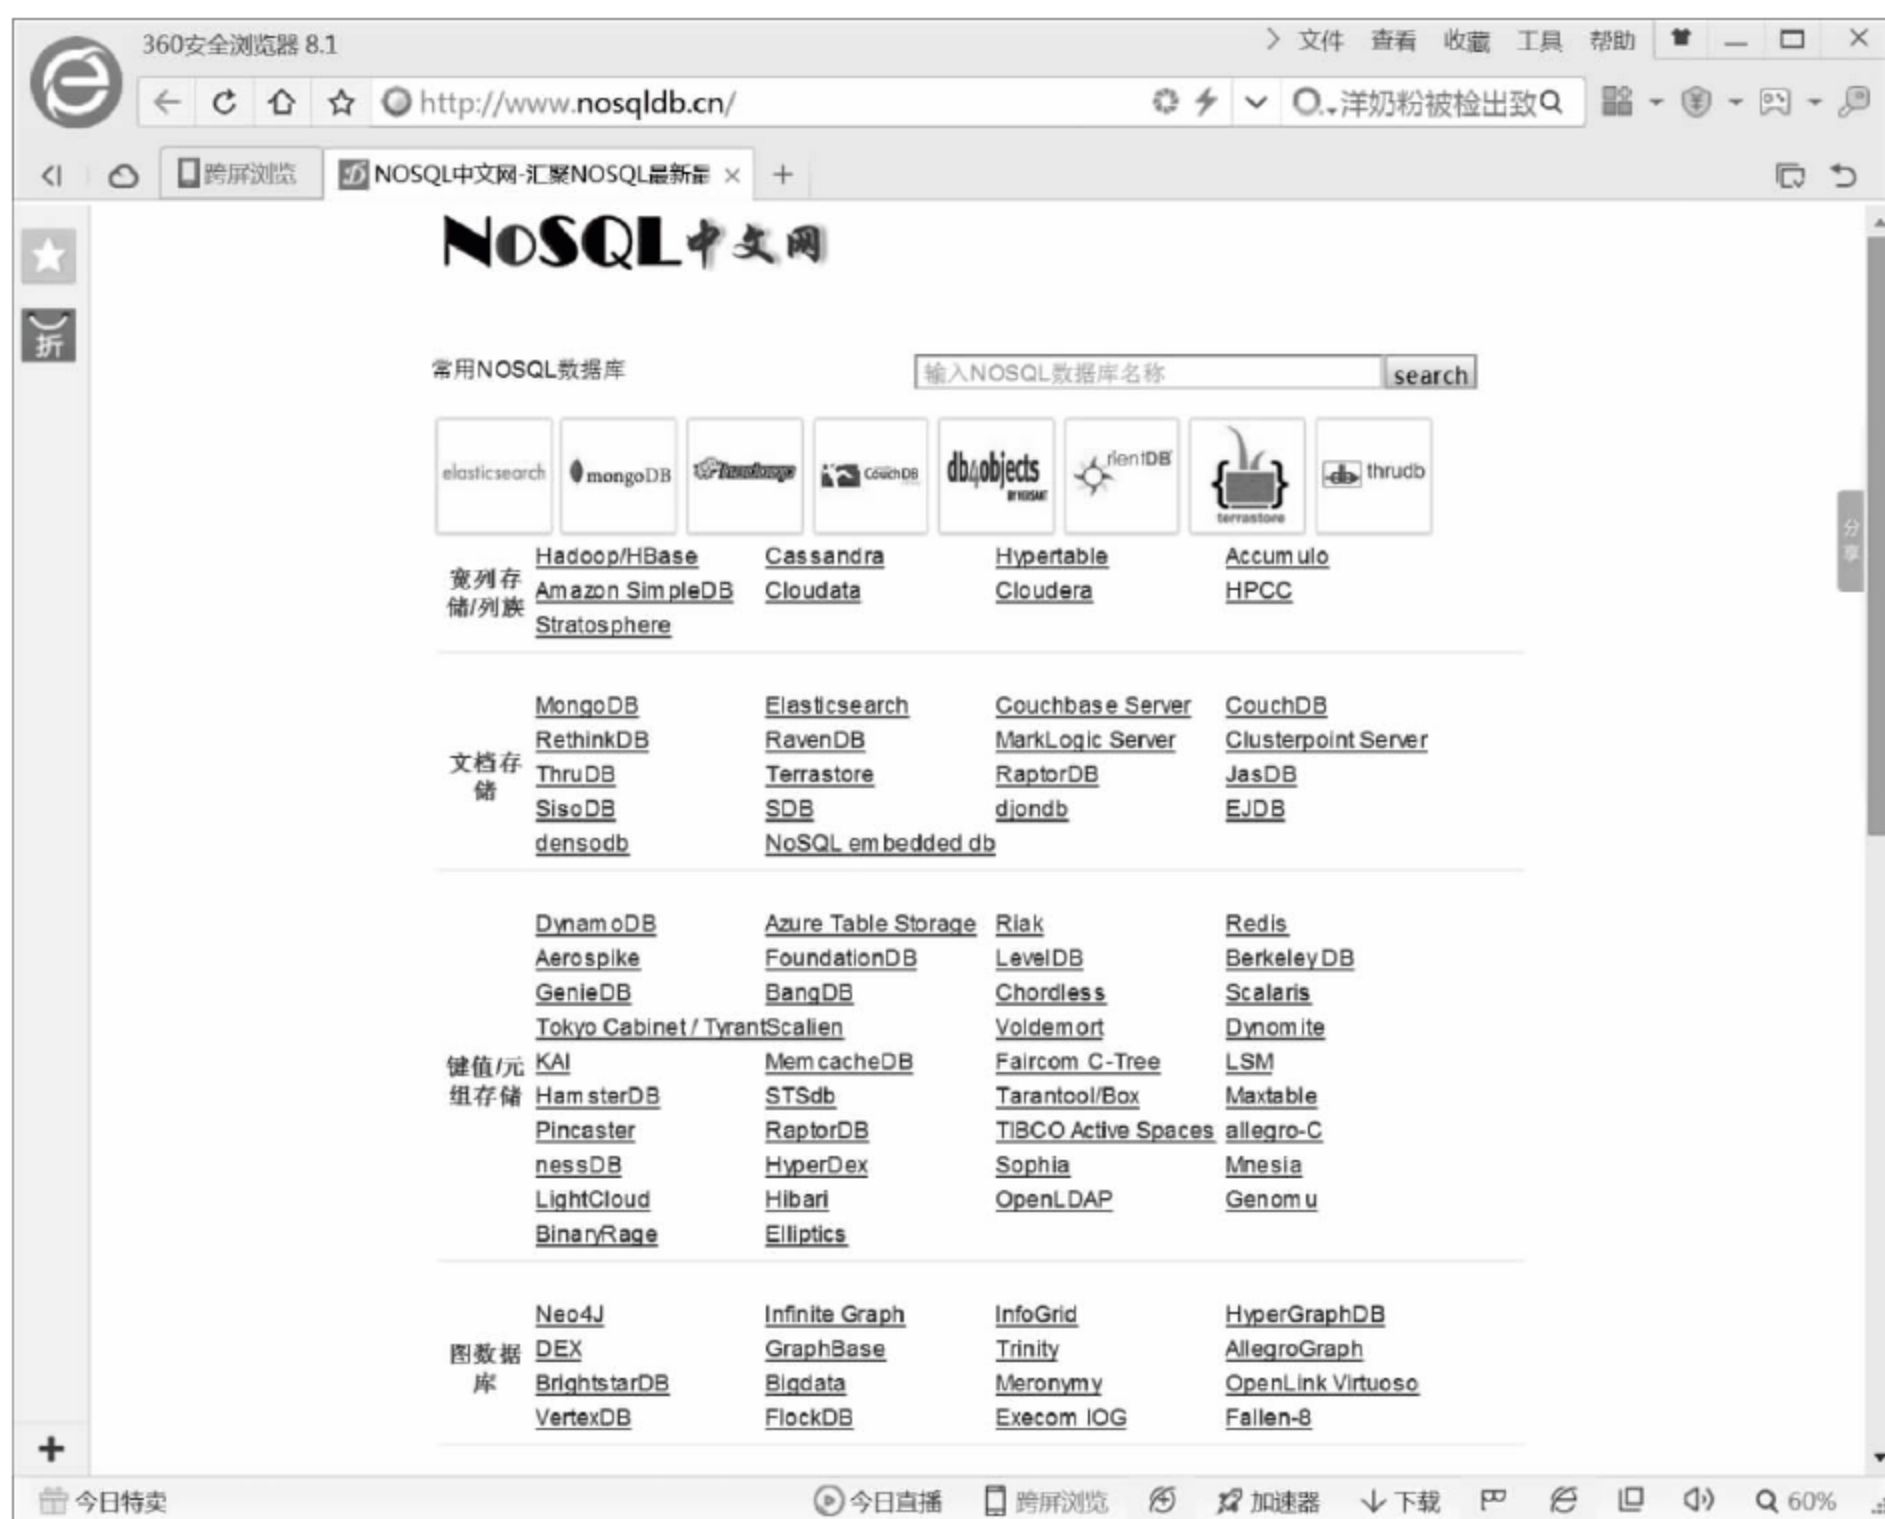 360安全浏览器 8.1
文件 查看 收藏 工具 帮助
http://www.nosqldb.cn/
洋奶粉被检出致
跨屏浏览
NOSQL中文网-汇聚NOSQL最新最
折
NoSQL中文网
常用NOSQL数据库
输入NOSQL数据库名称 search
elasticsearch mongoDB CouchDB db4objects BY VERSANT rientDB terrastore thrudb
分享
宽列存储/列族
Hadoop/HBase Cassandra Hypertable Accumulo
Amazon SimpleDB Cloudata Cloudera HPCC
Stratosphere
文档存储
MongoDB Elasticsearch Couchbase Server CouchDB
RethinkDB RavenDB MarkLogic Server Clusterpoint Server
ThruDB Terrastore RaptorDB JasDB
SisoDB SDB djondb EJDB
densodb NoSQL embedded db
键值/元组存储
DynamoDB Azure Table Storage Riak Redis
Aerospike FoundationDB LevelDB Berkeley DB
GenieDB BangDB Chordless Scalaris
Tokyo Cabinet / Tyrant Scalien Voldemort Dynomite
KAI MemcacheDB Faircom C-Tree LSM
HamsterDB STSdb Tarantool/Box Maxtable
Pincaster RaptorDB TIBCO Active Spaces allegro-C
nessDB HyperDex Sophia Mnesia
LightCloud Hibari OpenLDAP Genomu
BinaryRage Elliptics
图数据库
Neo4J Infinite Graph InfoGrid HyperGraphDB
DEX GraphBase Trinity AllegroGraph
BrightstarDB Bigdata Meronymy OpenLink Virtuoso
VertexDB FlockDB Execom IOG Fallen-8
今日特卖 今日直播 跨屏浏览 加速器 下载 60%